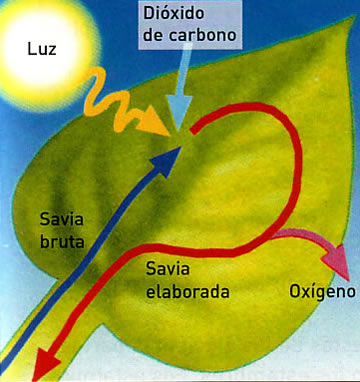 Luz
Dióxido
de carbono
Savia
bruta
Savia
elaborada
Oxígeno